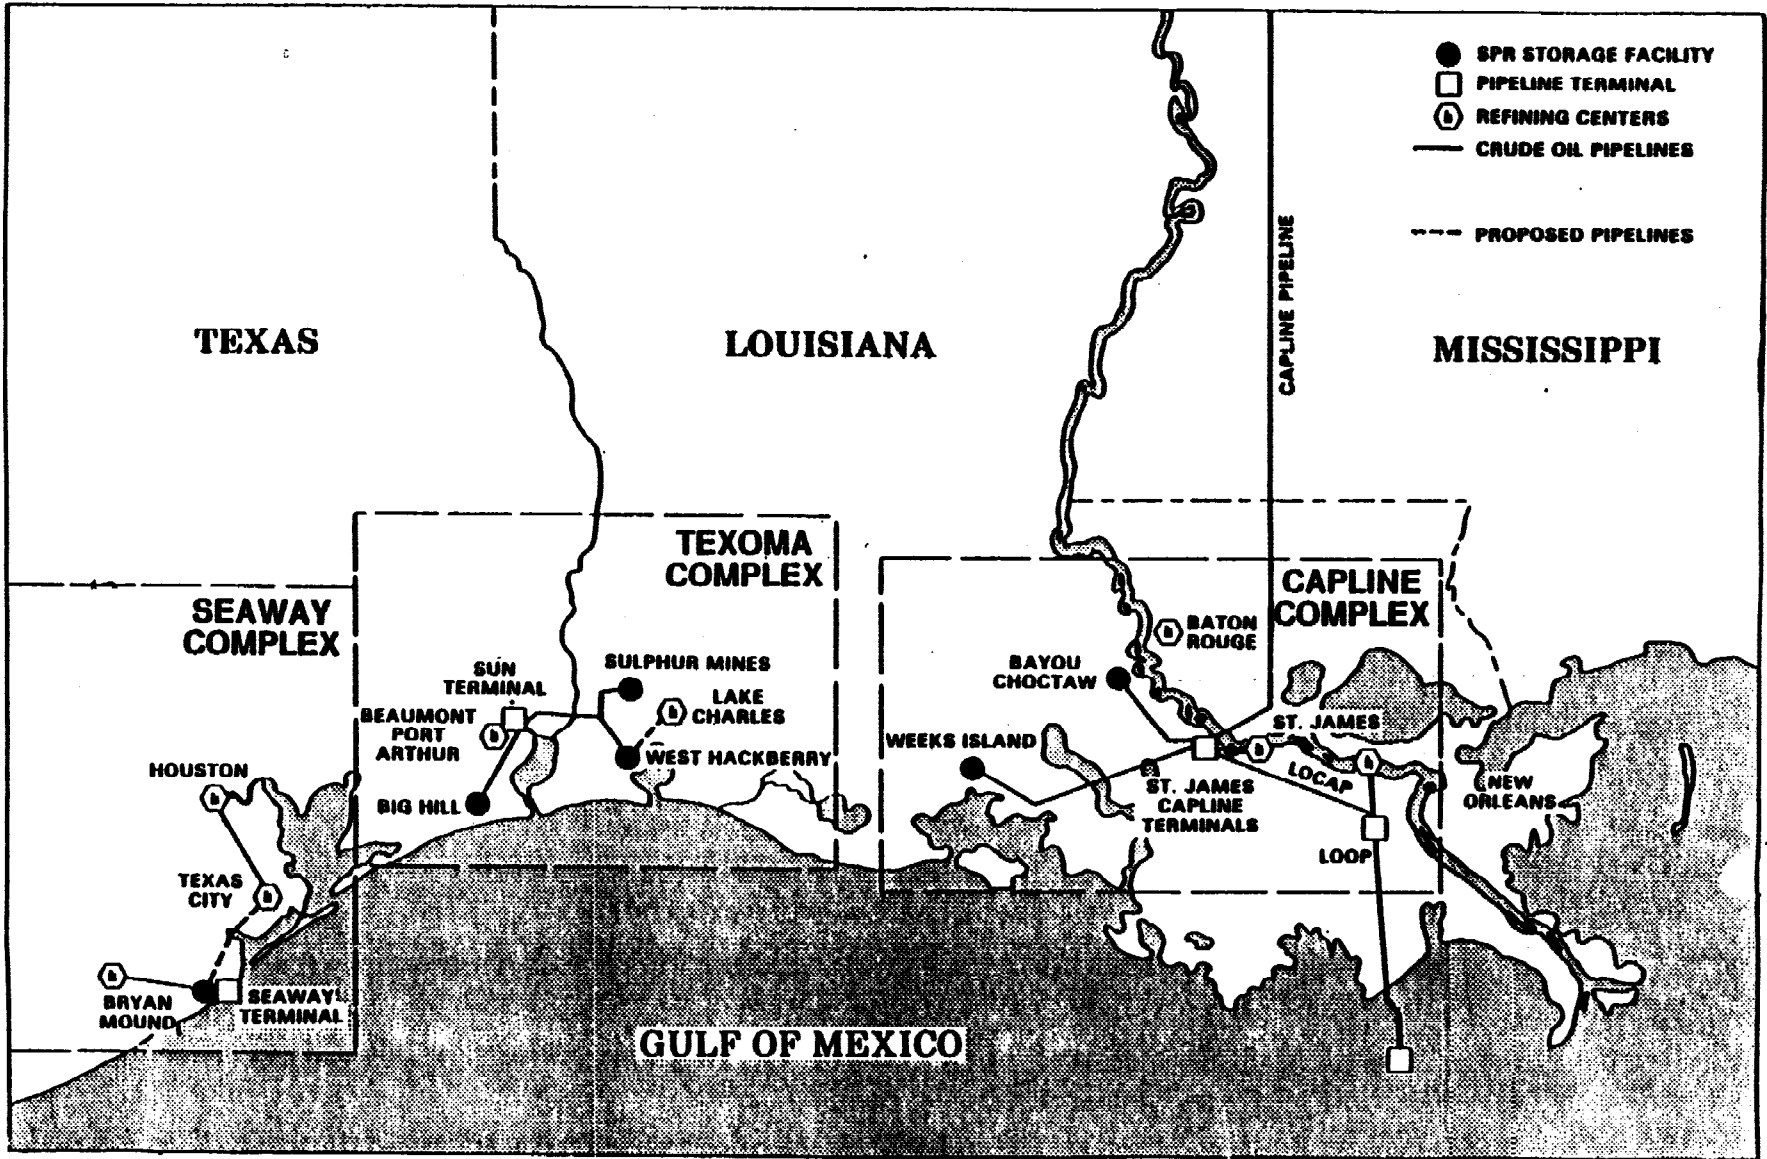 SPR STORAGE FACILITY
PIPELINE TERMINAL
REFINING CENTERS
CRUDE OIL PIPELINES
PROPOSED PIPELINES
CAPLINE PIPELINE
TEXAS
LOUISIANA
MISSISSIPPI
SEAWAY
COMPLEX
TEXOMA
COMPLEX
CAPLINE
COMPLEX
SUN
TERMINAL
SULPHUR MINES
LAKE
CHARLES
BEAUMONT
PORT
ARTHUR
WEST HACKBERRY
BIG HILL
HOUSTON
TEXAS
CITY
BRYAN
MOUND
SEAWAY
TERMINAL
BATON
ROUGE
BAYOU
CHOCTAW
WEEKS ISLAND
ST. JAMES
ST. JAMES
CAPLINE
TERMINALS
LOCAP
NEW
ORLEANS
LOOP
GULF OF MEXICO